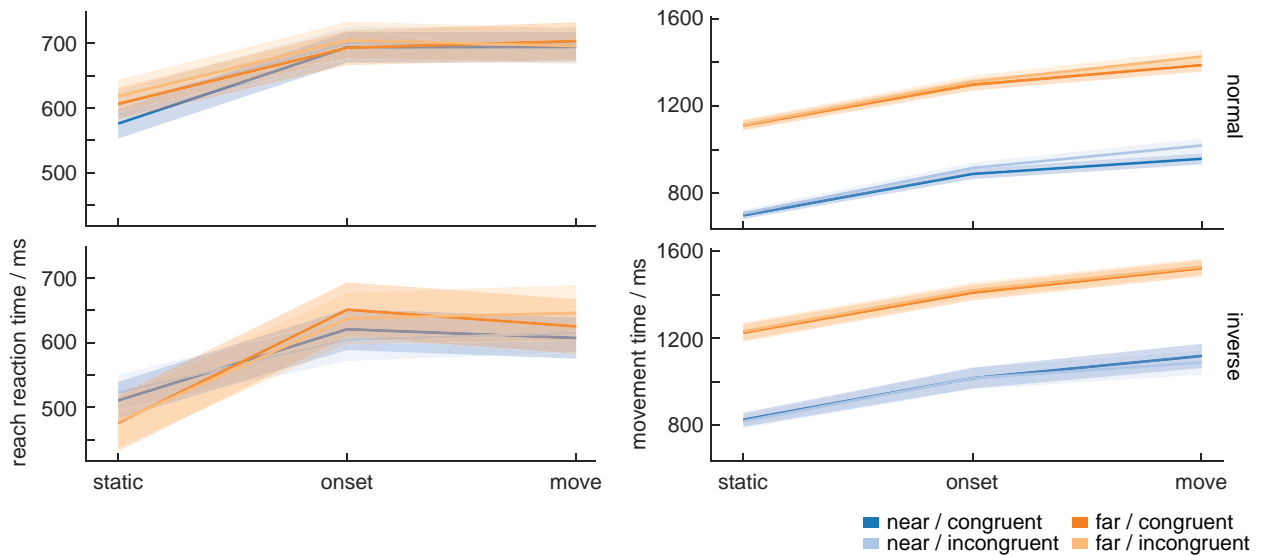 700
600
500
1600
1200
800
normal
reach reaction time / ms
700
600
500
static
onset
move
movement time / ms
1600
1200
800
static
onset
move
inverse
near / congruent
far / congruent
near / incongruent
far / incongruent